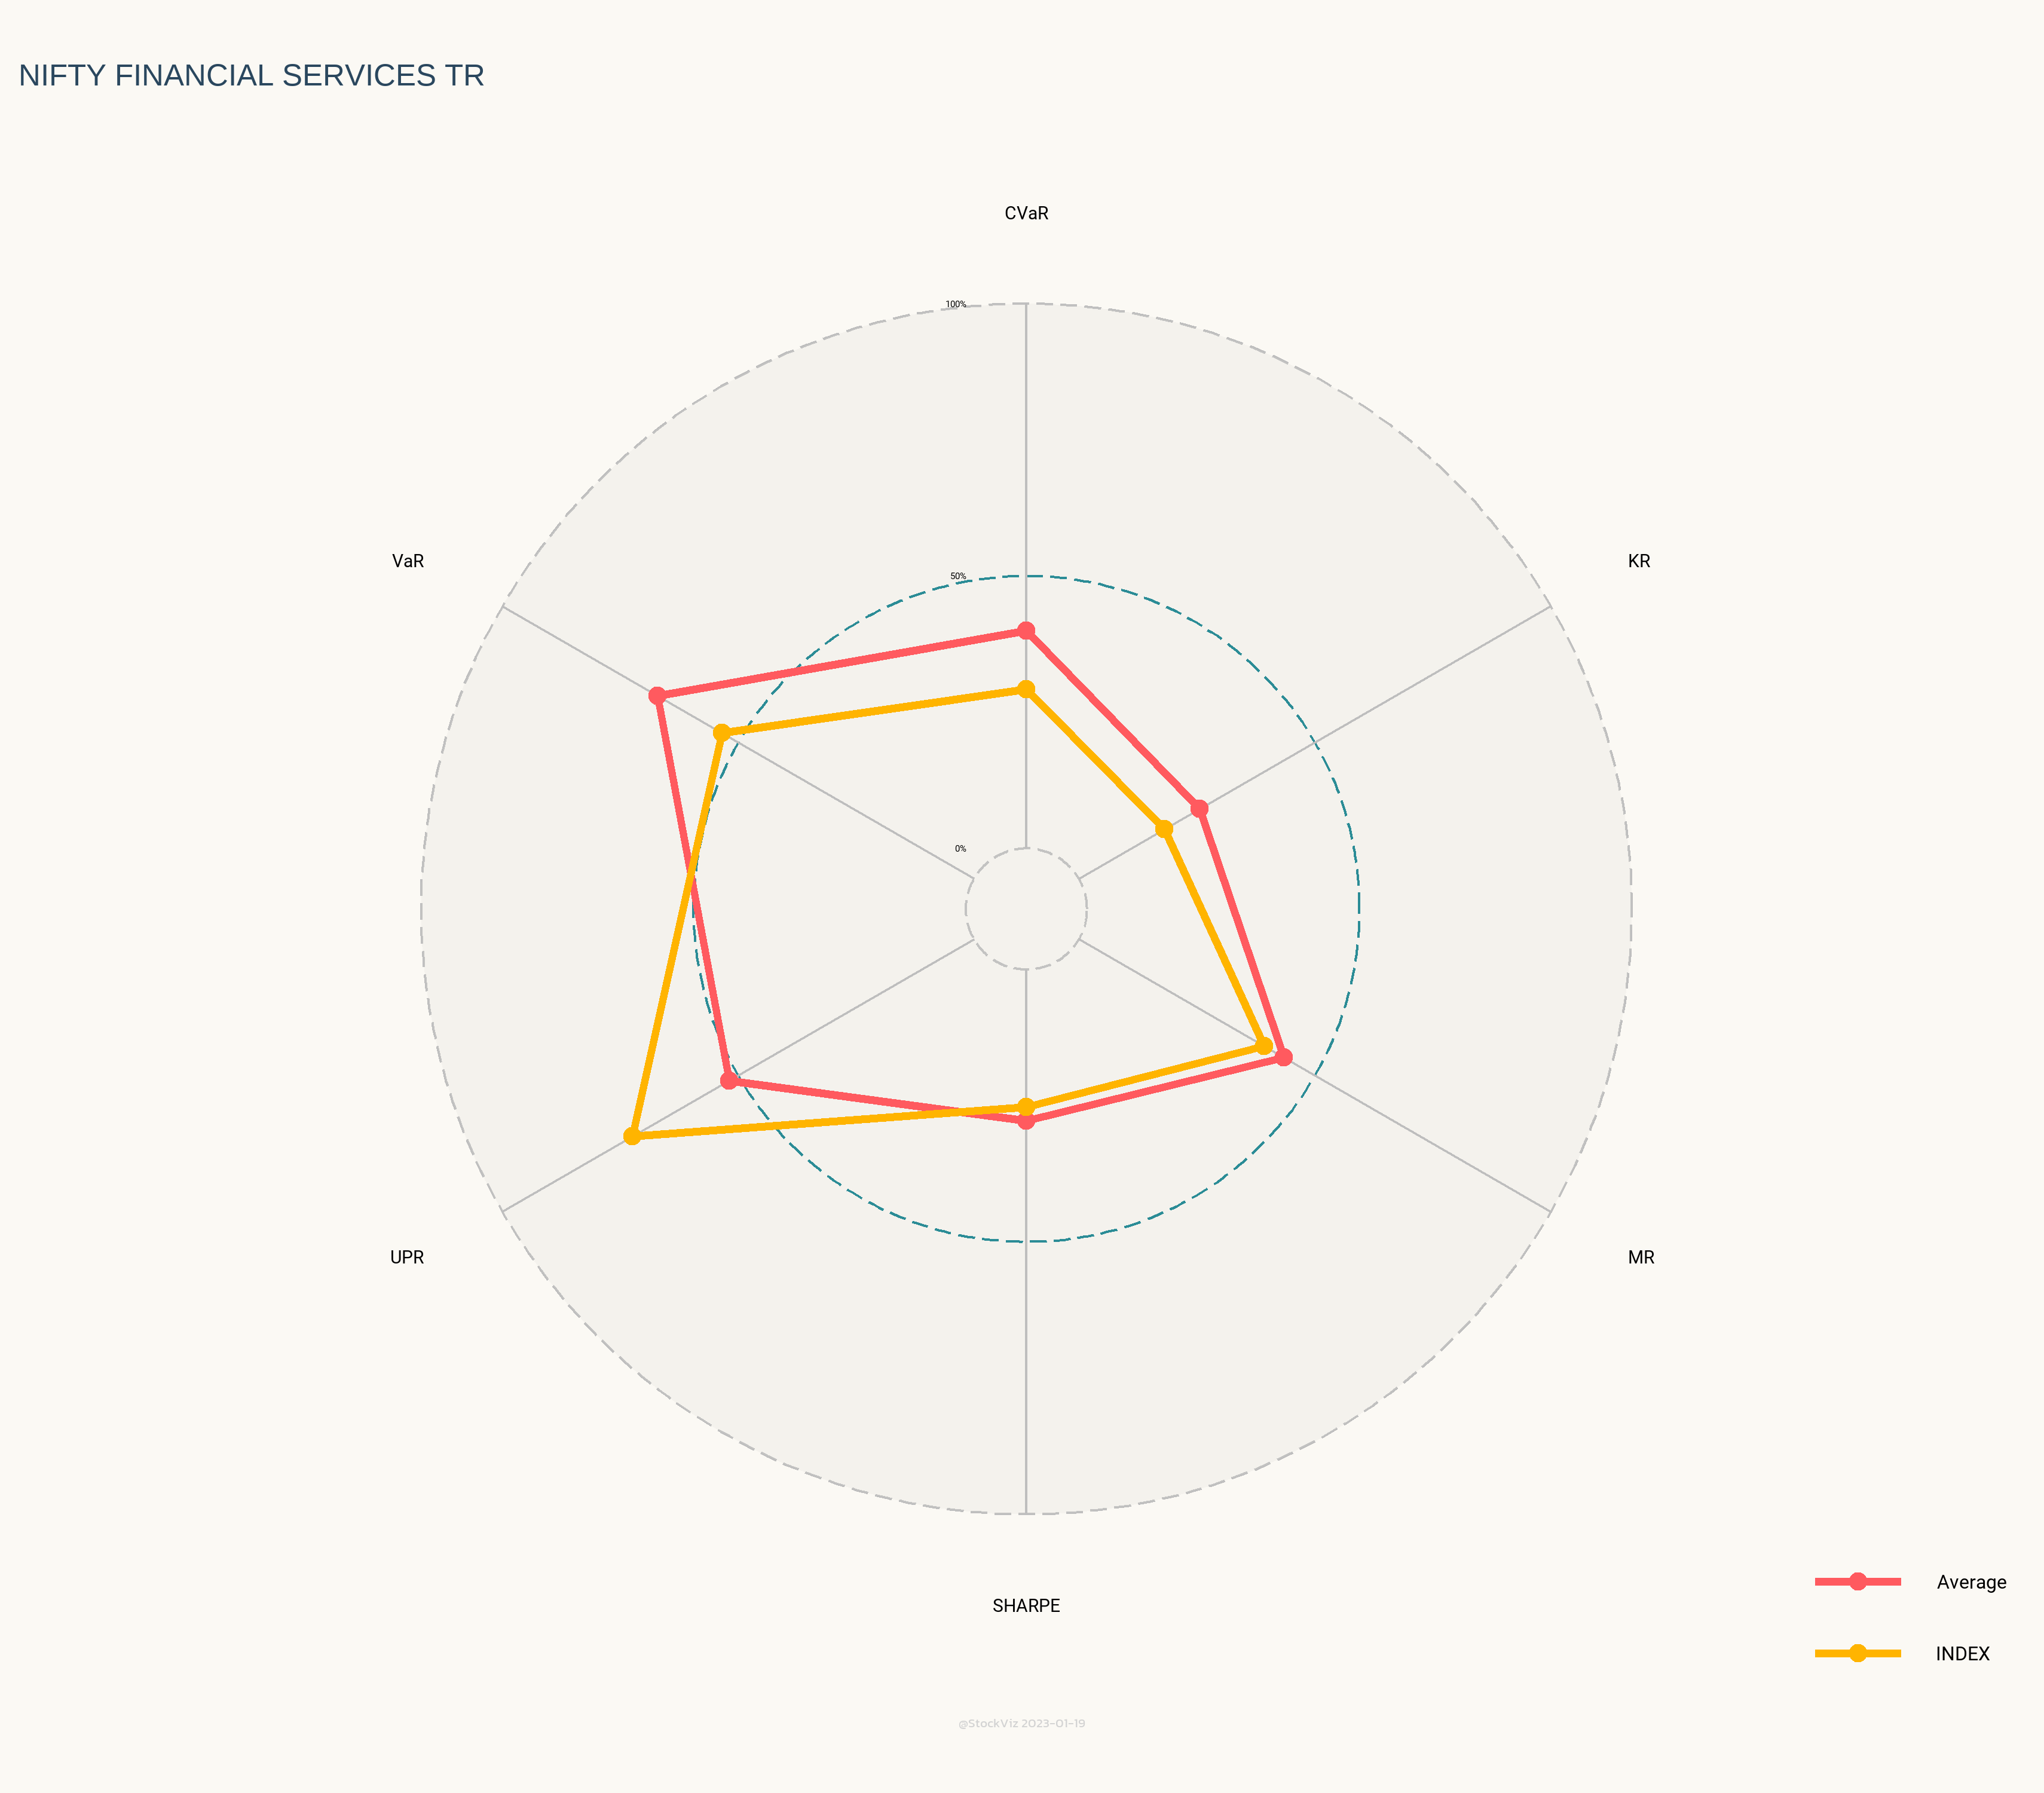 NIFTY FINANCIAL SERVICES TR
CVaR
100%
VaR
KR
50%
0%
UPR
MR
SHARPE
Average
INDEX
@StockViz 2023-01-19